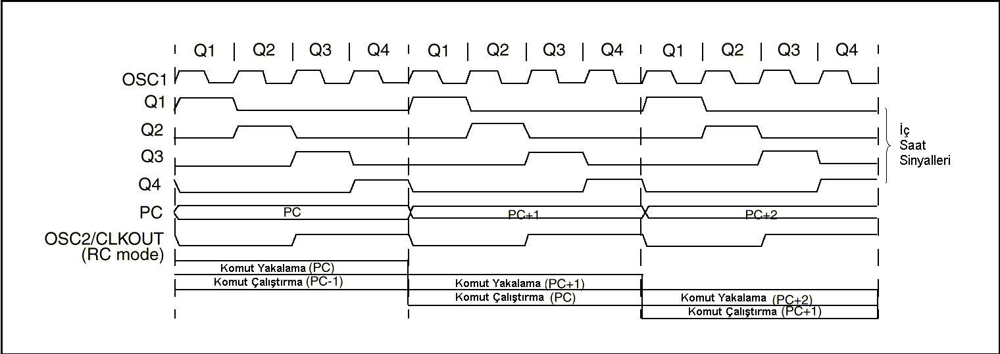 Q1 Q2 Q3 Q4 Q1 Q2 Q3 Q4 Q1 Q2 Q3 Q4
OSC1
Q1
Q2
Q3
Q4
İç
Saat
Sinyalleri
PC PC PC+1 PC+2
OSC2/CLKOUT
(RC mode)
Komut Yakalama (PC)
Komut Çalıştırma (PC-1) Komut Yakalama (PC+1)
Komut Çalıştırma (PC) Komut Yakalama (PC+2)
Komut Çalıştırma (PC+1)